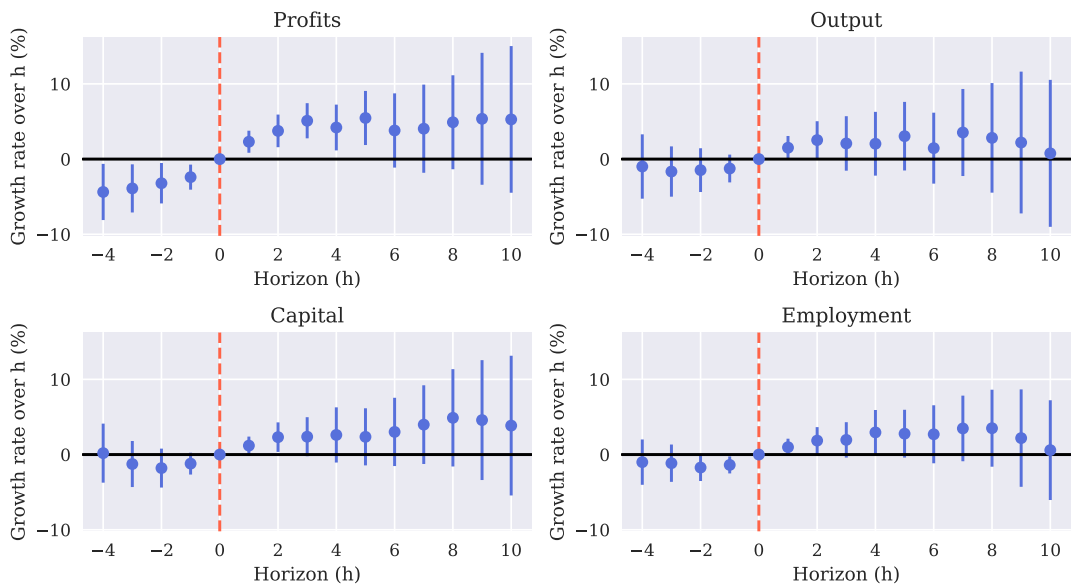 Profits
Growth rate over h (%)
10
0
−10
−4 −2 0 2 4 6 8 10
Horizon (h)
Output
Growth rate over h (%)
10
0
−10
−4 −2 0 2 4 6 8 10
Horizon (h)
Capital
Growth rate over h (%)
10
0
−10
−4 −2 0 2 4 6 8 10
Horizon (h)
Employment
Growth rate over h (%)
10
0
−10
−4 −2 0 2 4 6 8 10
Horizon (h)